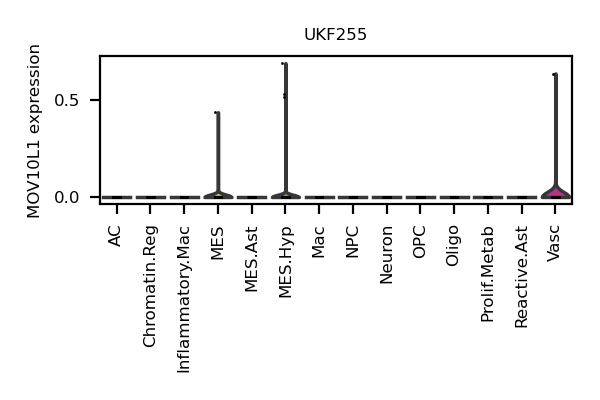 UKF255
MOV10L1 expression
0.5
0.0
AC
Chromatin.Reg
Inflammatory.Mac
MES
MES.Ast
MES.Hyp
Mac
NPC
Neuron
OPC
Oligo
Prolif.Metab
Reactive.Ast
Vasc